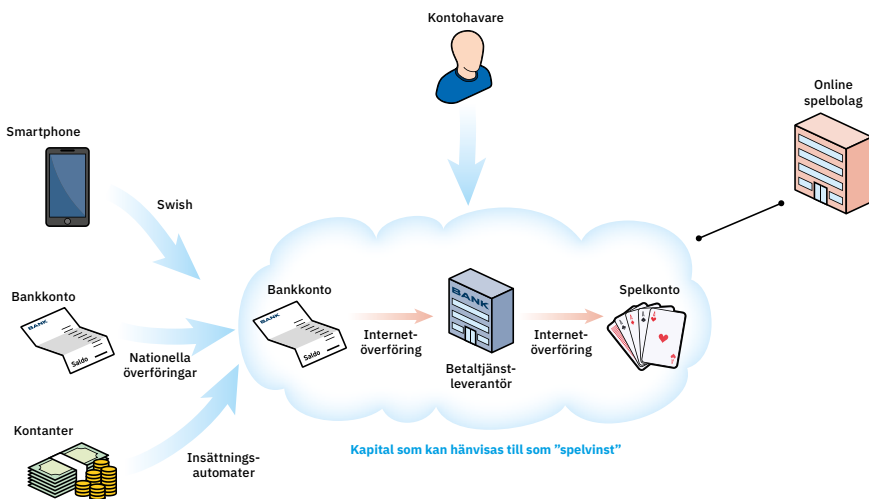 Kontohavare
Online
spelbolag
Smartphone
Swish
Bankkonto
BANK
Saldo
Nationella
överföringar
Bankkonto
BANK
Saldo
Internet-
överföring
BANK
Betaltjänst-
leverantör
Internet-
överföring
Spelkonto
Kontanter
Insättnings-
automater
Kapital som kan hänvisas till som ”spelvinst”